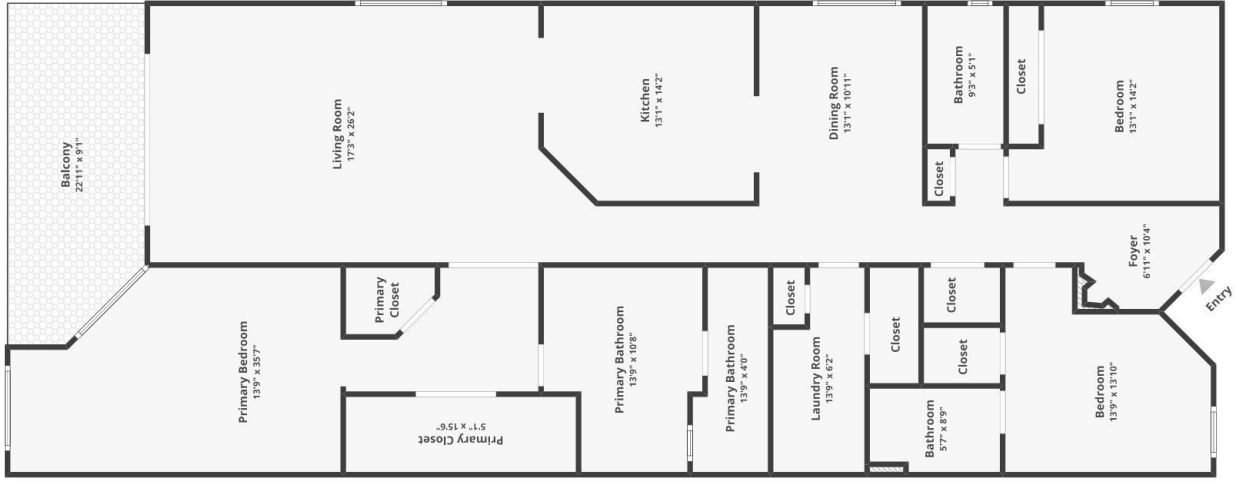 Balcony
22'11" x 9'1"
Living Room
17'3" x 26'2"
Kitchen
13'1" x 14'2"
Dining Room
13'1" x 10'11"
Bathroom
9'3" x 5'1"
Closet
Bedroom
13'1" x 14'2"
Closet
Foyer
6'11" x 10'4"
Entry
Primary Bedroom
13'9" x 35'7"
Primary
Closet
Primary Closet
5'1" x 15'6"
Primary Bathroom
13'9" x 10'8"
Primary Bathroom
13'9" x 4'0"
Closet
Laundry Room
13'9" x 6'2"
Closet
Closet
Closet
Bathroom
5'7" x 8'9"
Bedroom
13'9" x 13'10"